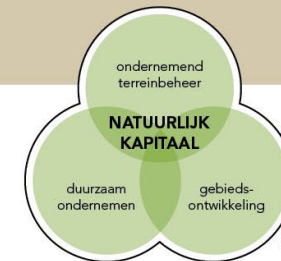 ondernemend
terreinbeheer
NATUURLIJK
KAPITAAL
duurzaam
ondernemen
gebieds-
ontwikkeling